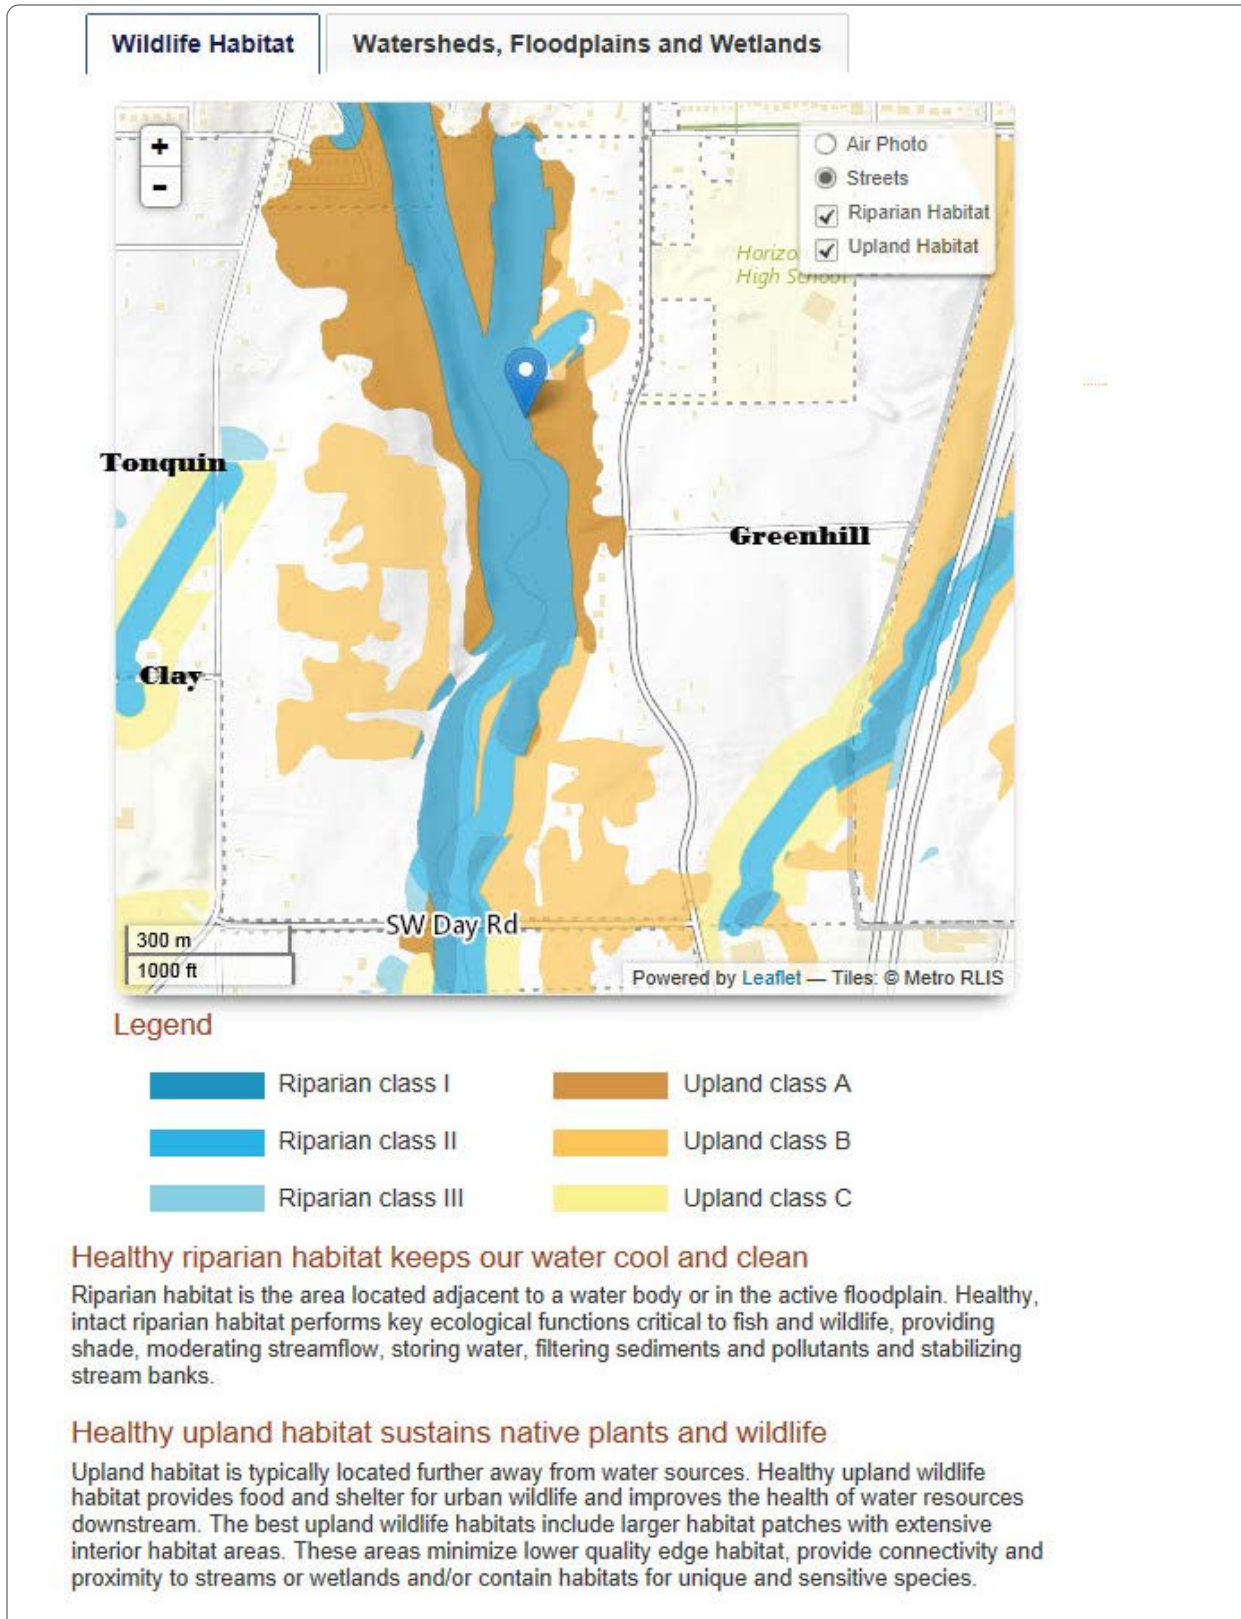 Wildlife Habitat
Watersheds, Floodplains and Wetlands
+
-
Air Photo
Streets
Riparian Habitat
Upland Habitat
Horizo
High School
Tonquin
Greenhill
Clay
SW Day Rd
300 m
1000 ft
Powered by Leaflet — Tiles: © Metro RLIS
Legend
Riparian class I
Upland class A
Riparian class II
Upland class B
Riparian class III
Upland class C
Healthy riparian habitat keeps our water cool and clean
Riparian habitat is the area located adjacent to a water body or in the active floodplain. Healthy,
intact riparian habitat performs key ecological functions critical to fish and wildlife, providing
shade, moderating streamflow, storing water, filtering sediments and pollutants and stabilizing
stream banks.
Healthy upland habitat sustains native plants and wildlife
Upland habitat is typically located further away from water sources. Healthy upland wildlife
habitat provides food and shelter for urban wildlife and improves the health of water resources
downstream. The best upland wildlife habitats include larger habitat patches with extensive
interior habitat areas. These areas minimize lower quality edge habitat, provide connectivity and
proximity to streams or wetlands and/or contain habitats for unique and sensitive species.